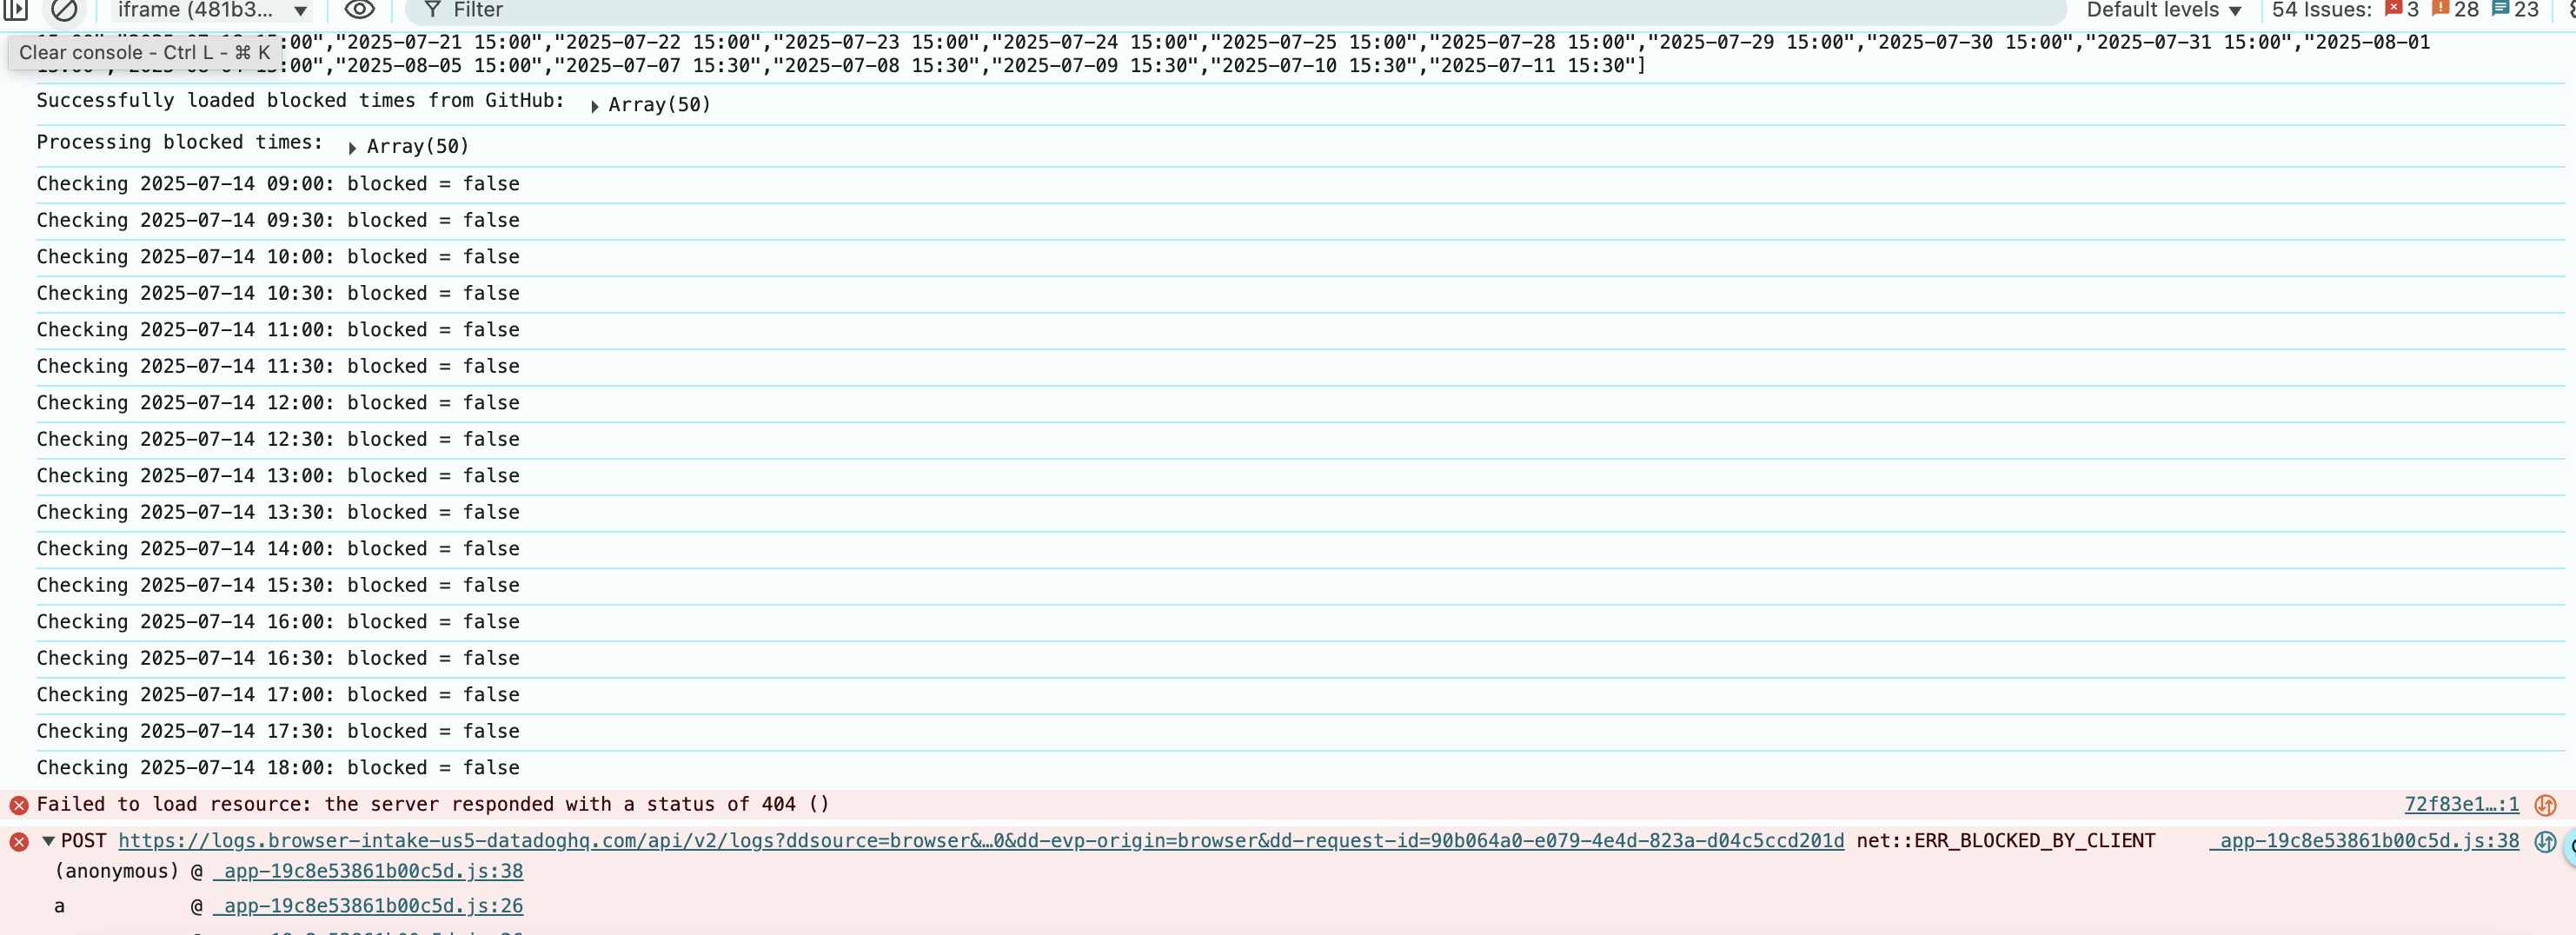 iframe (481b3... ▼
Filter
Default levels ▼
54 Issues: 3 28 23
Clear console - Ctrl L - ⌘ K
:00","2025-07-21 15:00","2025-07-22 15:00","2025-07-23 15:00","2025-07-24 15:00","2025-07-25 15:00","2025-07-28 15:00","2025-07-29 15:00","2025-07-30 15:00","2025-07-31 15:00","2025-08-01
:00","2025-08-05 15:00","2025-07-07 15:30","2025-07-08 15:30","2025-07-09 15:30","2025-07-10 15:30","2025-07-11 15:30"]
Successfully loaded blocked times from GitHub: ▶ Array(50)
Processing blocked times: ▶ Array(50)
Checking 2025-07-14 09:00: blocked = false
Checking 2025-07-14 09:30: blocked = false
Checking 2025-07-14 10:00: blocked = false
Checking 2025-07-14 10:30: blocked = false
Checking 2025-07-14 11:00: blocked = false
Checking 2025-07-14 11:30: blocked = false
Checking 2025-07-14 12:00: blocked = false
Checking 2025-07-14 12:30: blocked = false
Checking 2025-07-14 13:00: blocked = false
Checking 2025-07-14 13:30: blocked = false
Checking 2025-07-14 14:00: blocked = false
Checking 2025-07-14 15:30: blocked = false
Checking 2025-07-14 16:00: blocked = false
Checking 2025-07-14 16:30: blocked = false
Checking 2025-07-14 17:00: blocked = false
Checking 2025-07-14 17:30: blocked = false
Checking 2025-07-14 18:00: blocked = false
Failed to load resource: the server responded with a status of 404 () 72f83e1…:1
▼ POST https://logs.browser-intake-us5-datadoghq.com/api/v2/logs?ddsource=browser&…0&dd-evp-origin=browser&dd-request-id=90b064a0-e079-4e4d-823a-d04c5ccd201d net::ERR_BLOCKED_BY_CLIENT _app-19c8e53861b00c5d.js:38
(anonymous) @ _app-19c8e53861b00c5d.js:38
a @ _app-19c8e53861b00c5d.js:26